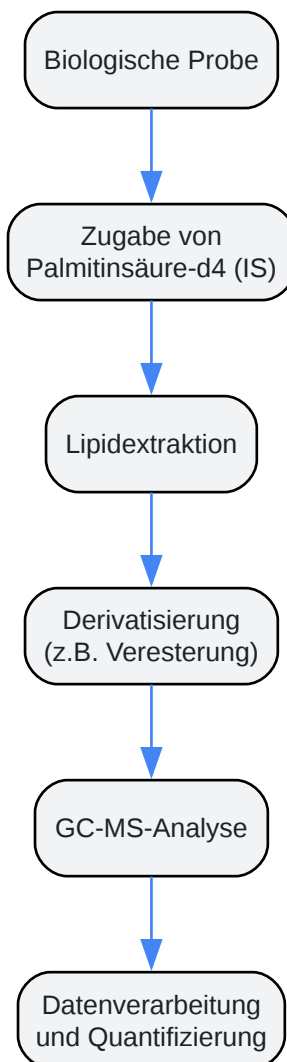 Biologische Probe
Zugabe von
Palmitinsäure-d4 (IS)
Lipidextraktion
Derivatisierung
(z.B. Veresterung)
GC-MS-Analyse
Datenverarbeitung
und Quantifizierung